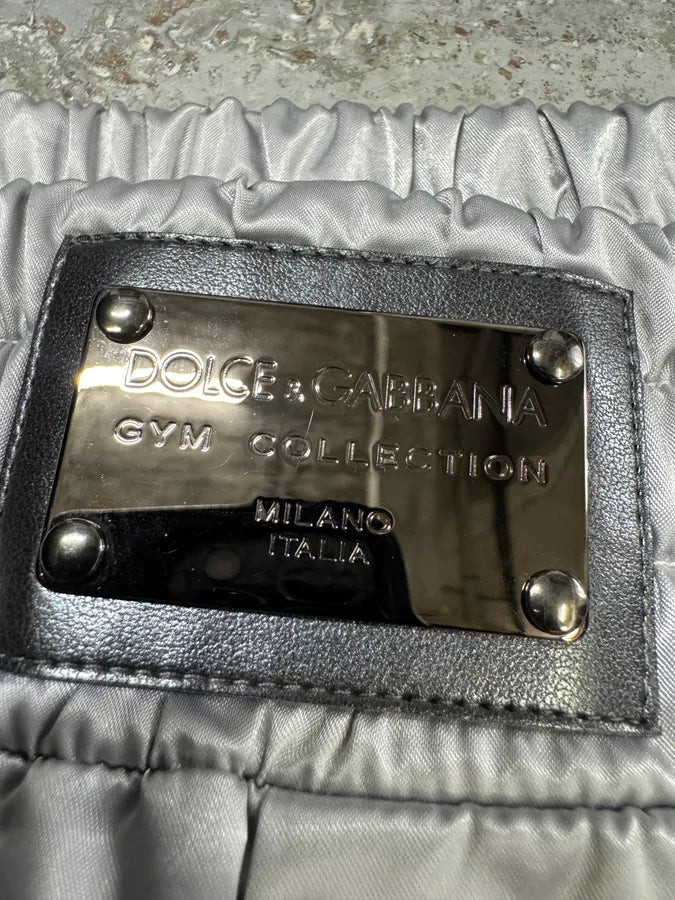 DOLCE & GABBANA
GYM COLLECTION
MILANO
ITALIA